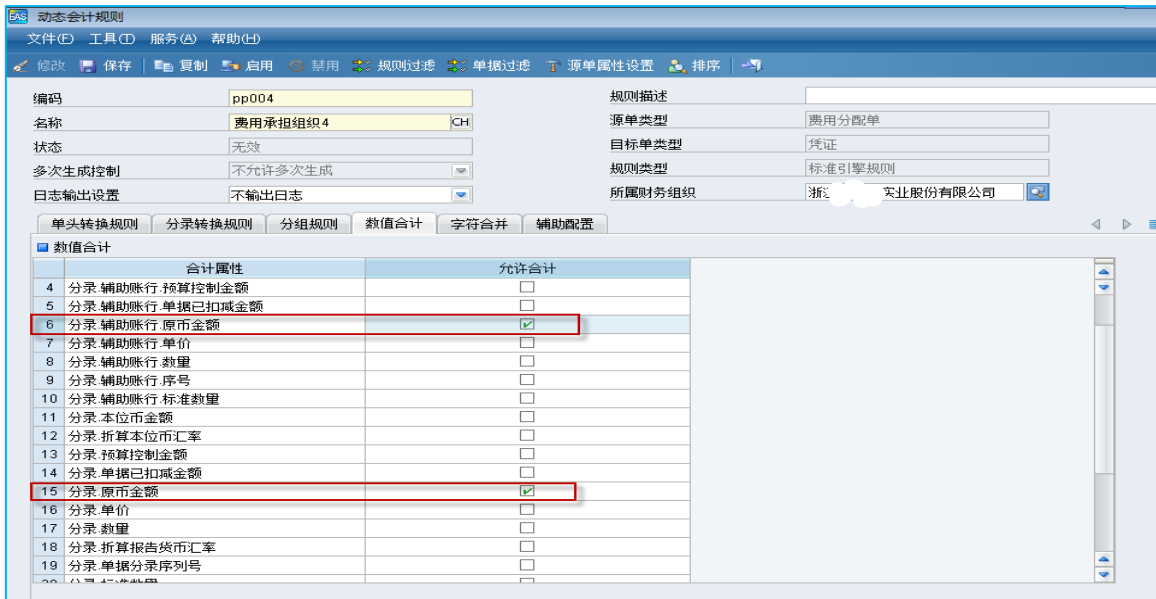 EAS 动态会计规则
文件(F) 工具(T) 服务(A) 帮助(H)
修改 保存 复制 启用 禁用 规则过滤 单据过滤 源单属性设置 排序
编码 pp004 规则描述
名称 费用承担组织4 CH 源单类型 费用分配单
状态 无效 目标单类型 凭证
多次生成控制 不允许多次生成 规则类型 标准引擎规则
日志输出设置 不输出日志 所属财务组织 浙 实业股份有限公司
单头转换规则 分录转换规则 分组规则 数值合计 字符合并 辅助配置
数值合计
合计属性 允许合计
4 分录.辅助账行.预算控制金额
5 分录.辅助账行.单据已扣减金额
6 分录.辅助账行.原币金额
7 分录.辅助账行.单价
8 分录.辅助账行.数量
9 分录.辅助账行.序号
10 分录.辅助账行.标准数量
11 分录.本位币金额
12 分录.折算本位币汇率
13 分录.预算控制金额
14 分录.单据已扣减金额
15 分录.原币金额
16 分录.单价
17 分录.数量
18 分录.折算报告货币汇率
19 分录.单据分录序列号